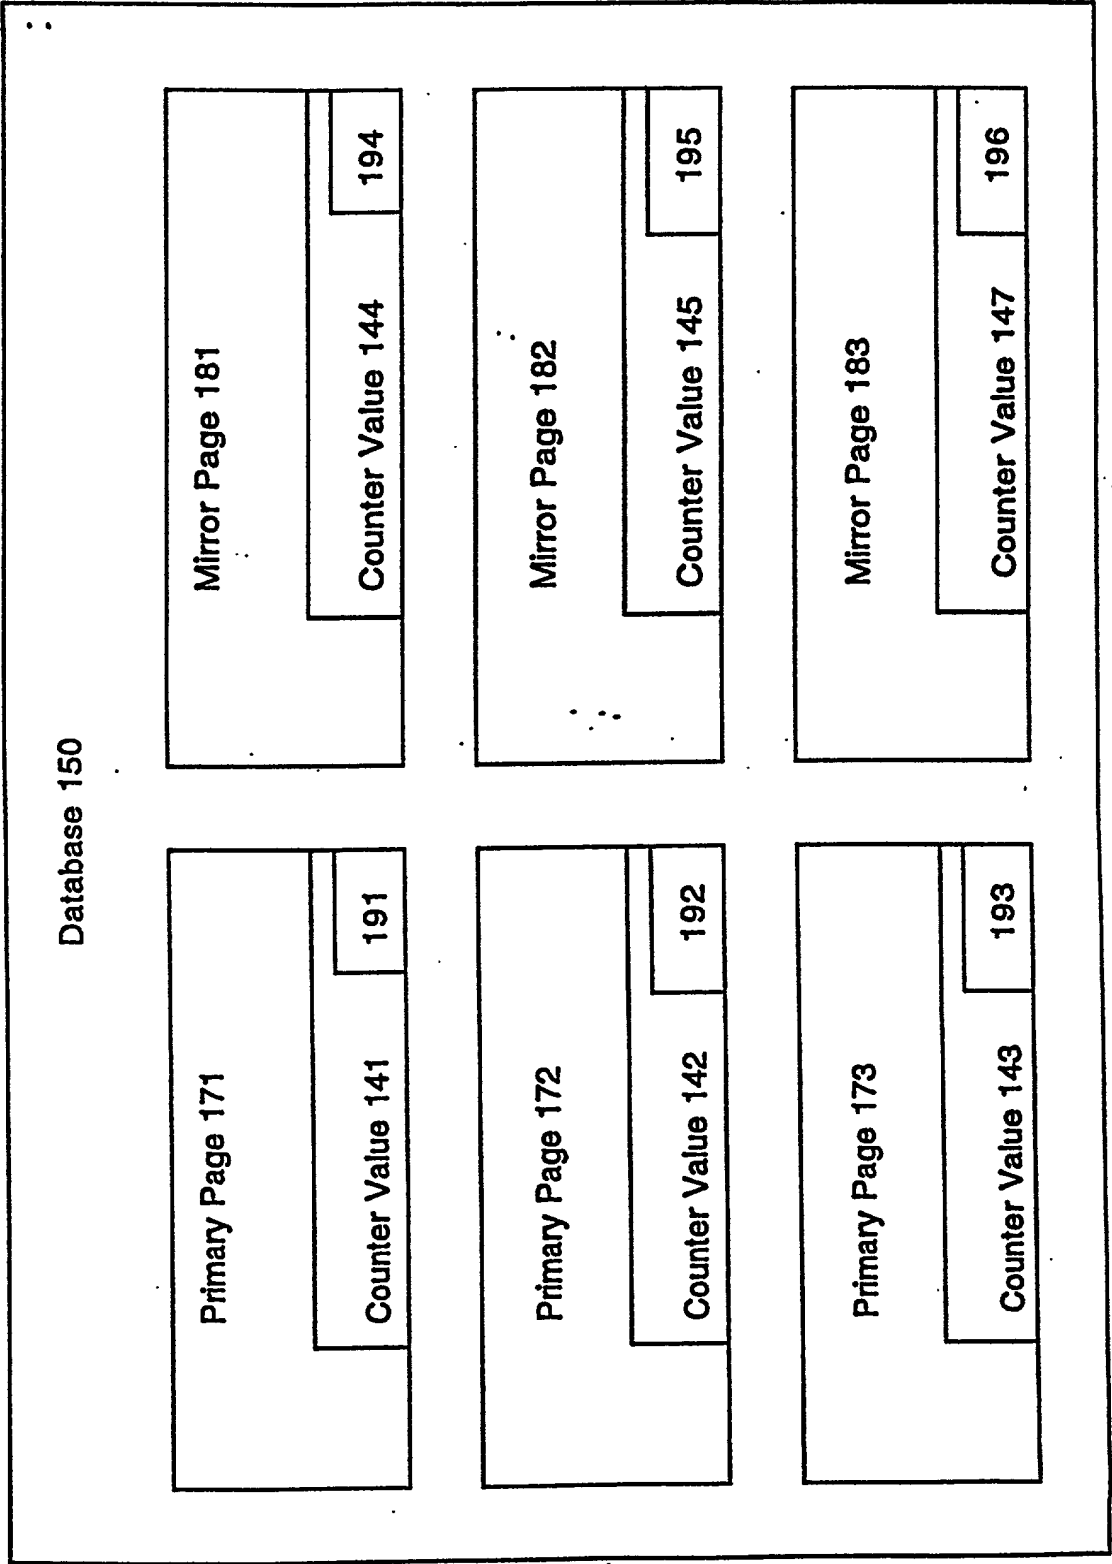 Database 150
Primary Page 171
Counter Value 141
191
Mirror Page 181
Counter Value 144
194
Primary Page 172
Counter Value 142
192
Mirror Page 182
Counter Value 145
195
Primary Page 173
Counter Value 143
193
Mirror Page 183
Counter Value 147
196